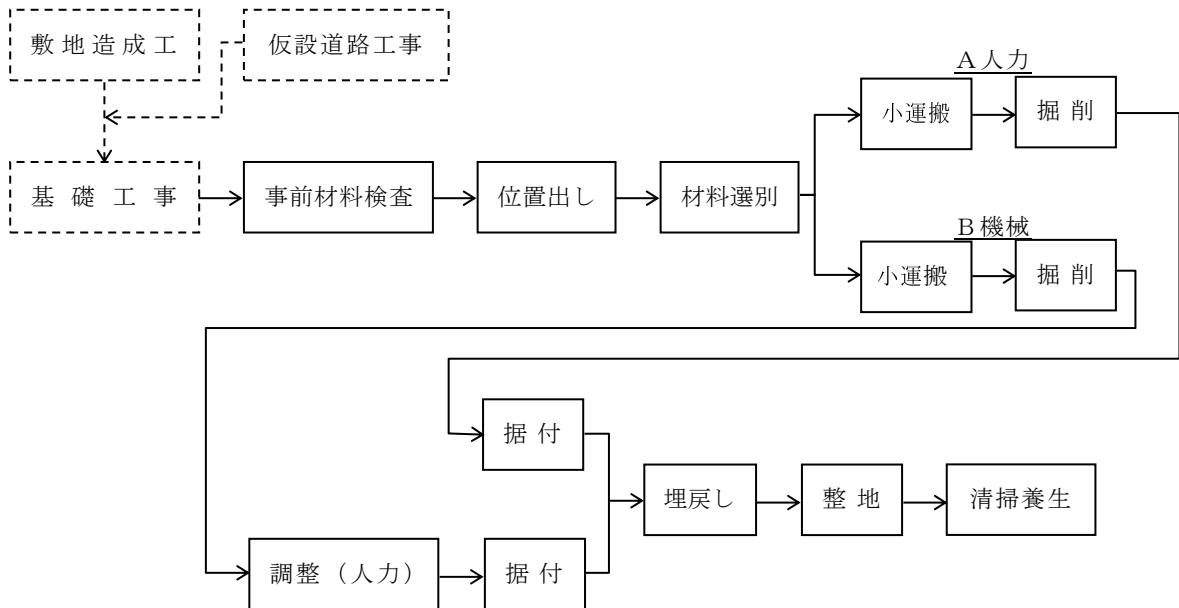 敷地造成工
仮設道路工事
A人力
小運搬
掘削
基礎工事
事前材料検査
位置出し
材料選別
B機械
小運搬
掘削
据付
埋戻し
整地
清掃養生
調整（人力）
据付